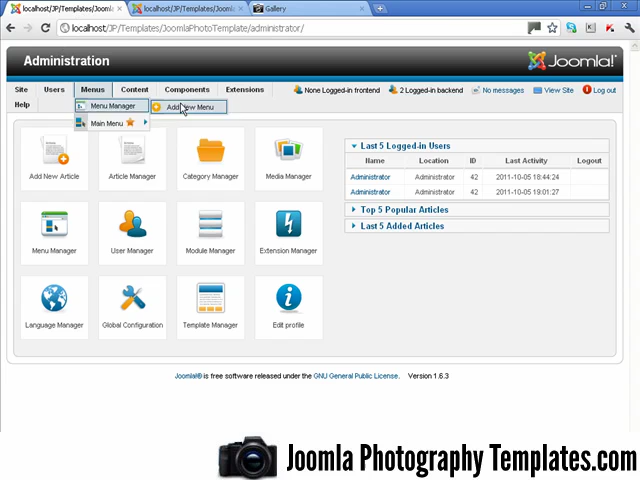 localhost/JP/Templates/Jooml
localhost/JP/Templates/Jooml
Gallery
localhost/JP/Templates/JoomlaPhotoTemplate/administrator/
Administration
Joomla!
Site Users Menus Content Components Extensions
None Logged-in frontend 2 Logged-in backend No messages View Site Log out
Help
Menu Manager
Add New Menu
Main Menu
Add New Article Article Manager Category Manager Media Manager
Menu Manager User Manager Module Manager Extension Manager
Language Manager Global Configuration Template Manager Edit profile
Last 5 Logged-in Users
Name Location ID Last Activity Logout
Administrator Administrator 42 2011-10-05 18:44:24
Administrator Administrator 42 2011-10-05 19:01:27
Top 5 Popular Articles
Last 5 Added Articles
Joomla!® is free software released under the GNU General Public License. Version 1.6.3
Joomla Photography Templates.com